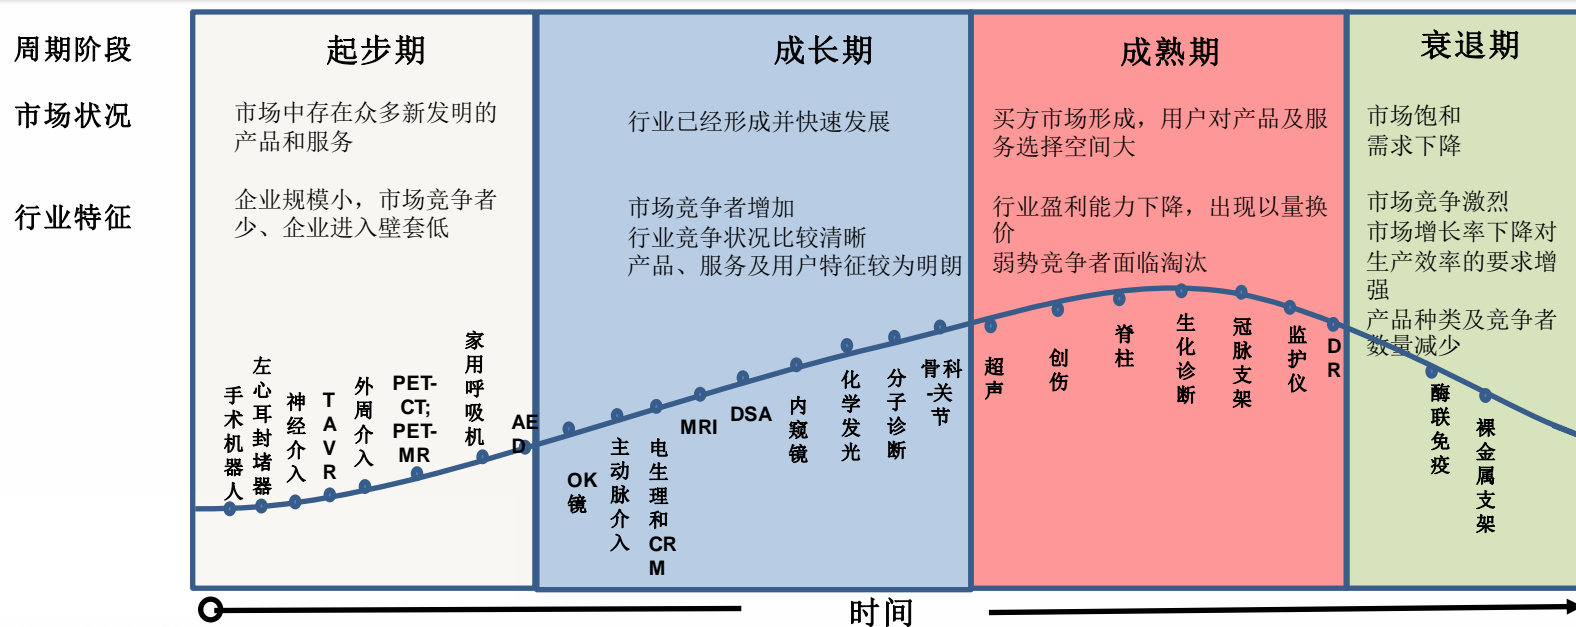 周期阶段
起步期
成长期
成熟期
衰退期
市场状况
市场中存在众多新发明的
产品和服务
行业已经形成并快速发展
买方市场形成，用户对产品及服
务选择空间大
市场饱和
需求下降
行业特征
企业规模小，市场竞争者
少、企业进入壁套低
市场竞争者增加
行业竞争状况比较清晰
产品、服务及用户特征较为明朗
行业盈利能力下降，出现以量换
价
弱势竞争者面临淘汰
市场竞争激烈
市场增长率下降对
生产效率的要求增
强
产品种类及竞争者
数量减少
手术机器人
左心耳封堵器
神经介入
TAVR
外周介入
PET-
CT;
PET-
MR
家用呼吸机
AE
D
OK
镜
主动脉介入
电生理和
CR
M
MRI
DSA
内窥镜
化学发光
分子诊断
骨科
-关
节
超声
创伤
脊柱
生化诊断
冠脉支架
监护仪
DR
酶联免疫
裸金属支架
时间